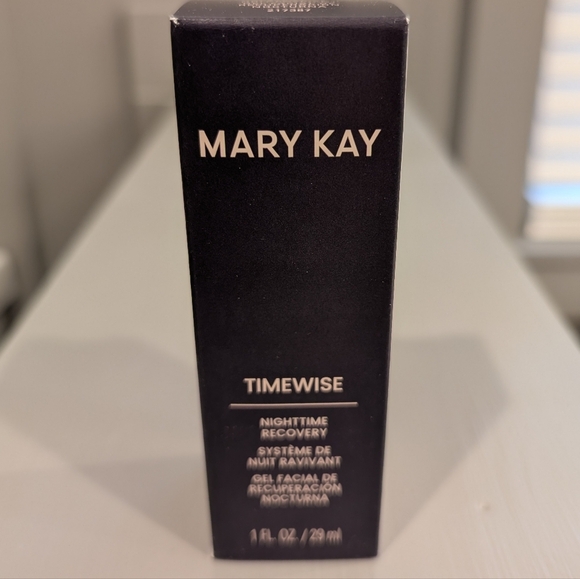 MARY KAY
TIMEWISE
NIGHTTIME
RECOVERY
SYSTÈME DE
NUIT RAVIVANT
GEL FACIAL DE
RECUPERACIÓN
NOCTURNA
1 FL. OZ. / 29 ml